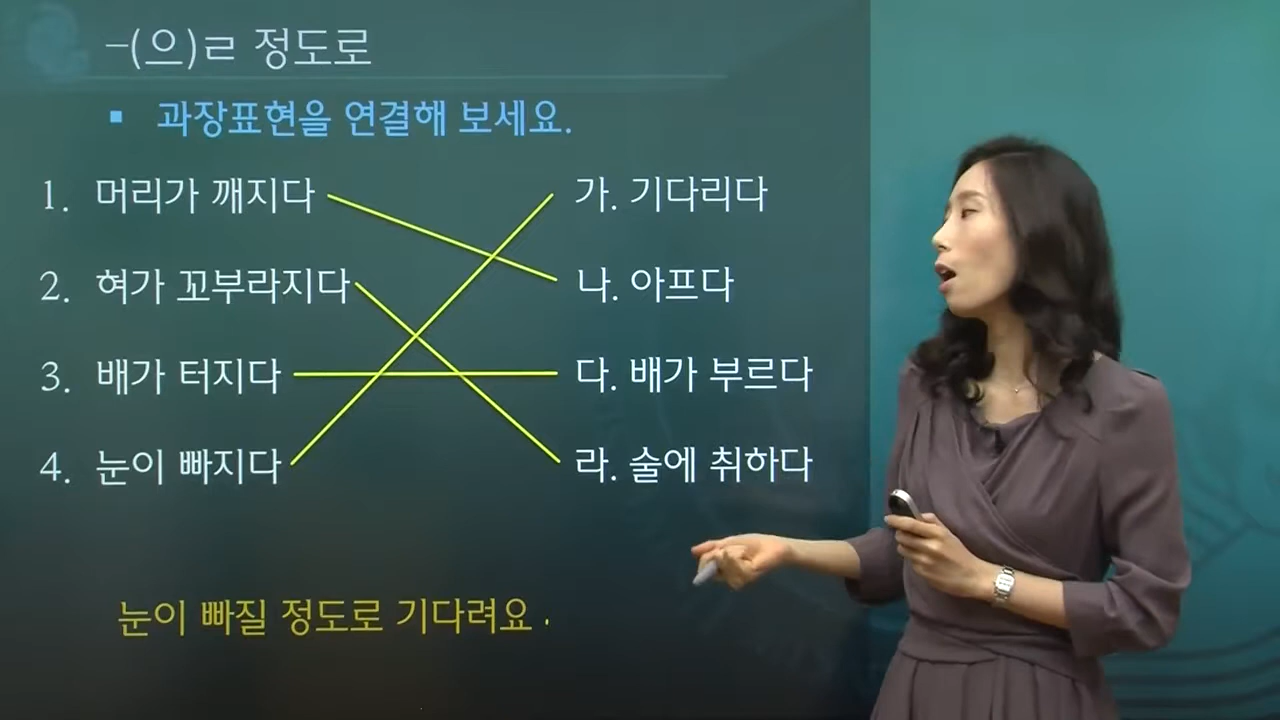 -(으)ㄹ 정도로
▪ 과장표현을 연결해 보세요.
1. 머리가 깨지다 가. 기다리다
2. 혀가 꼬부라지다 나. 아프다
3. 배가 터지다 다. 배가 부르다
4. 눈이 빠지다 라. 술에 취하다
눈이 빠질 정도로 기다려요.